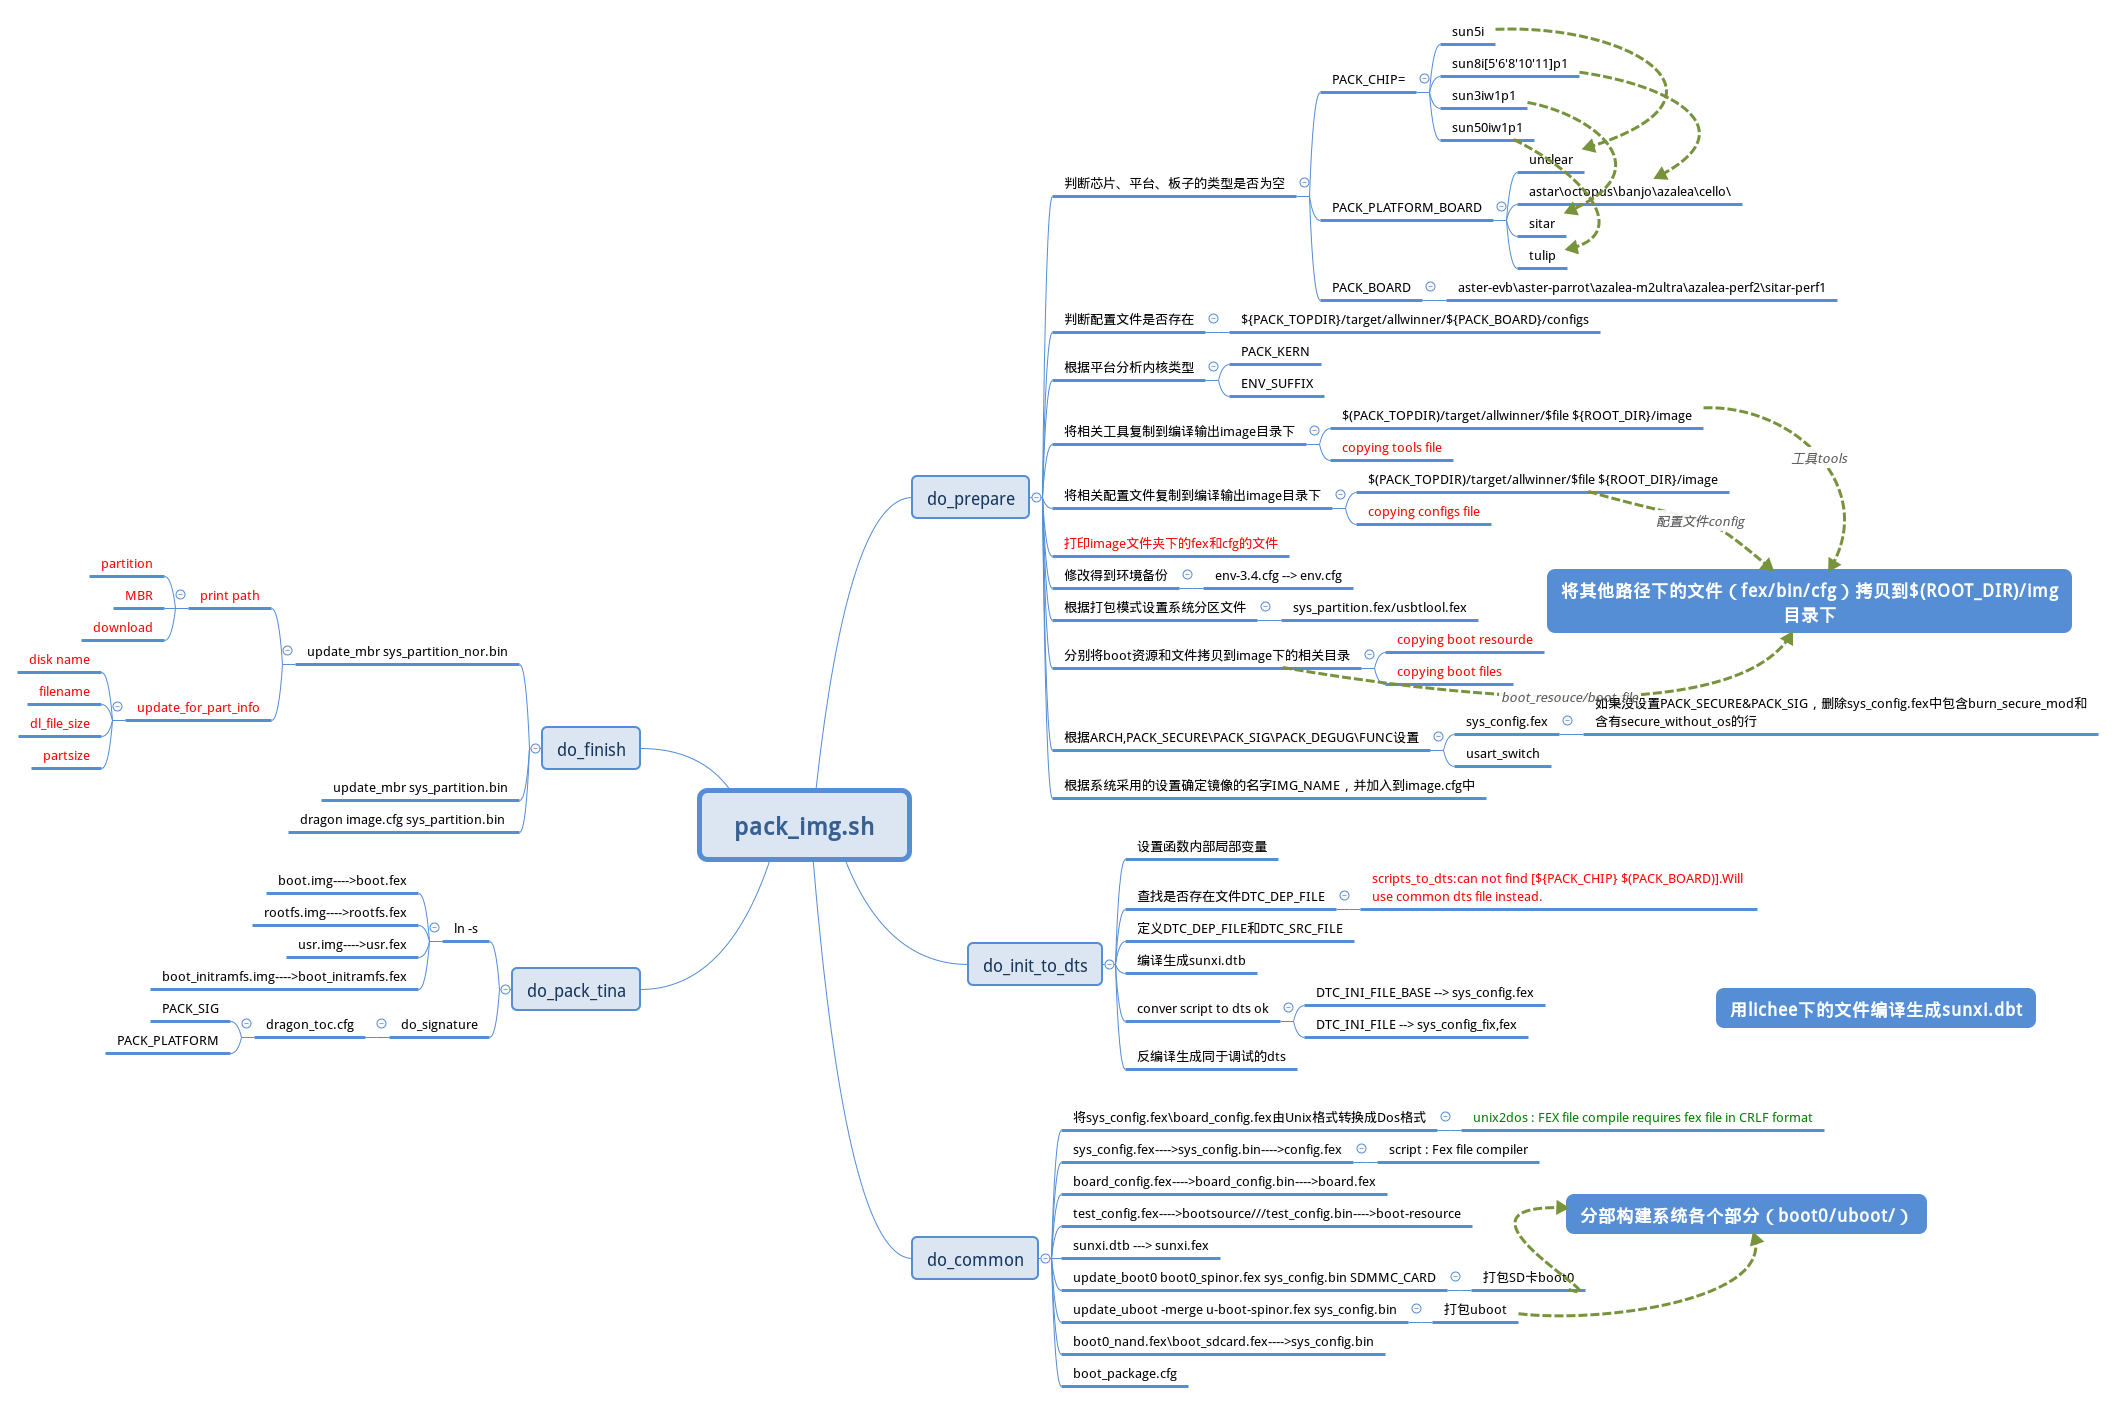 pack_img.sh
do_prepare
判断芯片、平台、板子的类型是否为空
PACK_CHIP=
sun5i
sun8i[5'6'8'10'11]p1
sun3iw1p1
sun50iw1p1
PACK_PLATFORM_BOARD
unclear
astar\octopus\banjo\azalea\cello\
sitar
tulip
PACK_BOARD
aster-evb\aster-parrot\azalea-m2ultra\azalea-perf2\sitar-perf1
判断配置文件是否存在
${PACK_TOPDIR}/target/allwinner/${PACK_BOARD}/configs
根据平台分析内核类型
PACK_KERN
ENV_SUFFIX
将相关工具复制到编译输出image目录下
$(PACK_TOPDIR)/target/allwinner/$file ${ROOT_DIR}/image
copying tools file
工具tools
将相关配置文件复制到编译输出image目录下
$(PACK_TOPDIR)/target/allwinner/$file ${ROOT_DIR}/image
copying configs file
配置文件config
打印image文件夹下的fex和cfg的文件
修改得到环境备份
env-3.4.cfg --> env.cfg
根据打包模式设置系统分区文件
sys_partition.fex/usbtlool.fex
将其他路径下的文件（fex/bin/cfg）拷贝到$(ROOT_DIR)/img
目录下
分别将boot资源和文件拷贝到image下的相关目录
copying boot resourde
copying boot files
boot_resouce/boot_file
根据ARCH,PACK_SECURE\PACK_SIG\PACK_DEGUG\FUNC设置
sys_config.fex
如果没设置PACK_SECURE&PACK_SIG，删除sys_config.fex中包含burn_secure_mod和
含有secure_without_os的行
usart_switch
根据系统采用的设置确定镜像的名字IMG_NAME，并加入到image.cfg中
do_init_to_dts
设置函数内部局部变量
查找是否存在文件DTC_DEP_FILE
scripts_to_dts:can not find [${PACK_CHIP} $(PACK_BOARD)].Will
use common dts file instead.
定义DTC_DEP_FILE和DTC_SRC_FILE
编译生成sunxi.dtb
conver script to dts ok
DTC_INI_FILE_BASE --> sys_config.fex
DTC_INI_FILE --> sys_config_fix,fex
反编译生成同于调试的dts
用lichee下的文件编译生成sunxi.dbt
do_common
将sys_config.fex\board_config.fex由Unix格式转换成Dos格式
unix2dos : FEX file compile requires fex file in CRLF format
sys_config.fex---->sys_config.bin---->config.fex
script : Fex file compiler
board_config.fex---->board_config.bin---->board.fex
test_config.fex---->bootsource///test_config.bin---->boot-resource
sunxi.dtb ---> sunxi.fex
update_boot0 boot0_spinor.fex sys_config.bin SDMMC_CARD
打包SD卡boot0
update_uboot -merge u-boot-spinor.fex sys_config.bin
打包uboot
boot0_nand.fex\boot_sdcard.fex---->sys_config.bin
boot_package.cfg
分部构建系统各个部分（boot0/uboot/）
do_finish
update_mbr sys_partition_nor.bin
print path
partition
MBR
download
update_for_part_info
disk name
filename
dl_file_size
partsize
update_mbr sys_partition.bin
dragon image.cfg sys_partition.bin
do_pack_tina
ln -s
boot.img---->boot.fex
rootfs.img---->rootfs.fex
usr.img---->usr.fex
boot_initramfs.img---->boot_initramfs.fex
do_signature
dragon_toc.cfg
PACK_SIG
PACK_PLATFORM